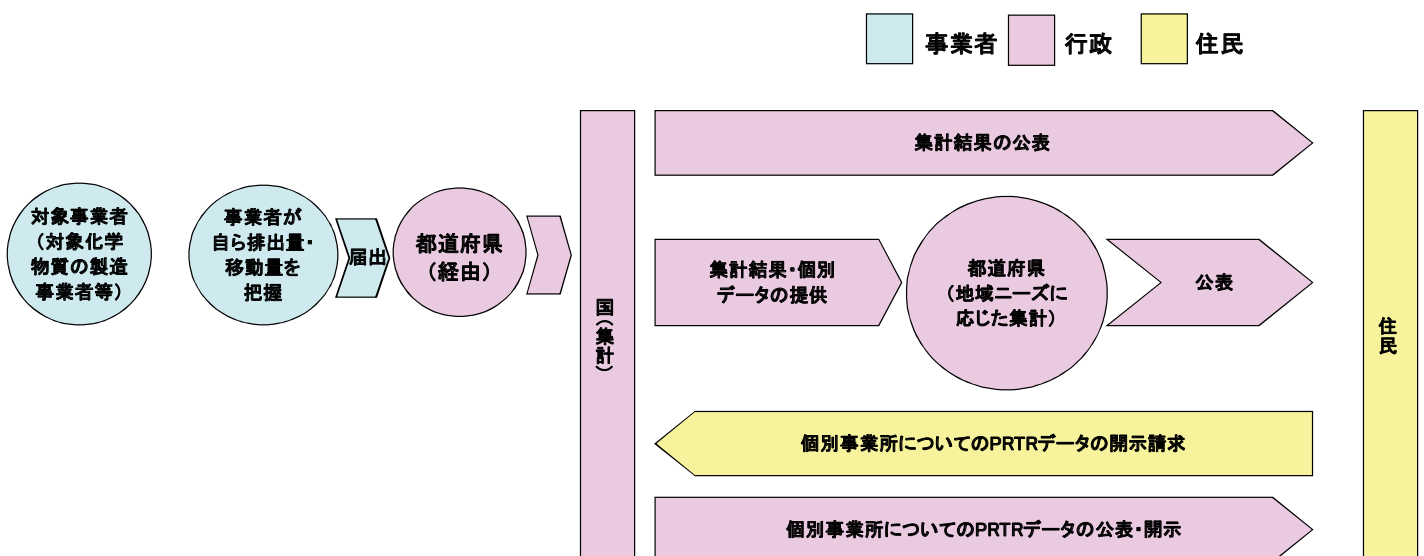 事業者
行政
住民
集計結果の公表
対象事業者
（対象化学
物質の製造
事業者等）
事業者が
自ら排出量・
移動量を
把握
届出
都道府県
（経由）
国（集計）
集計結果・個別
データの提供
都道府県
（地域ニーズに
応じた集計）
公表
住民
個別事業所についてのPRTRデータの開示請求
個別事業所についてのPRTRデータの公表・開示